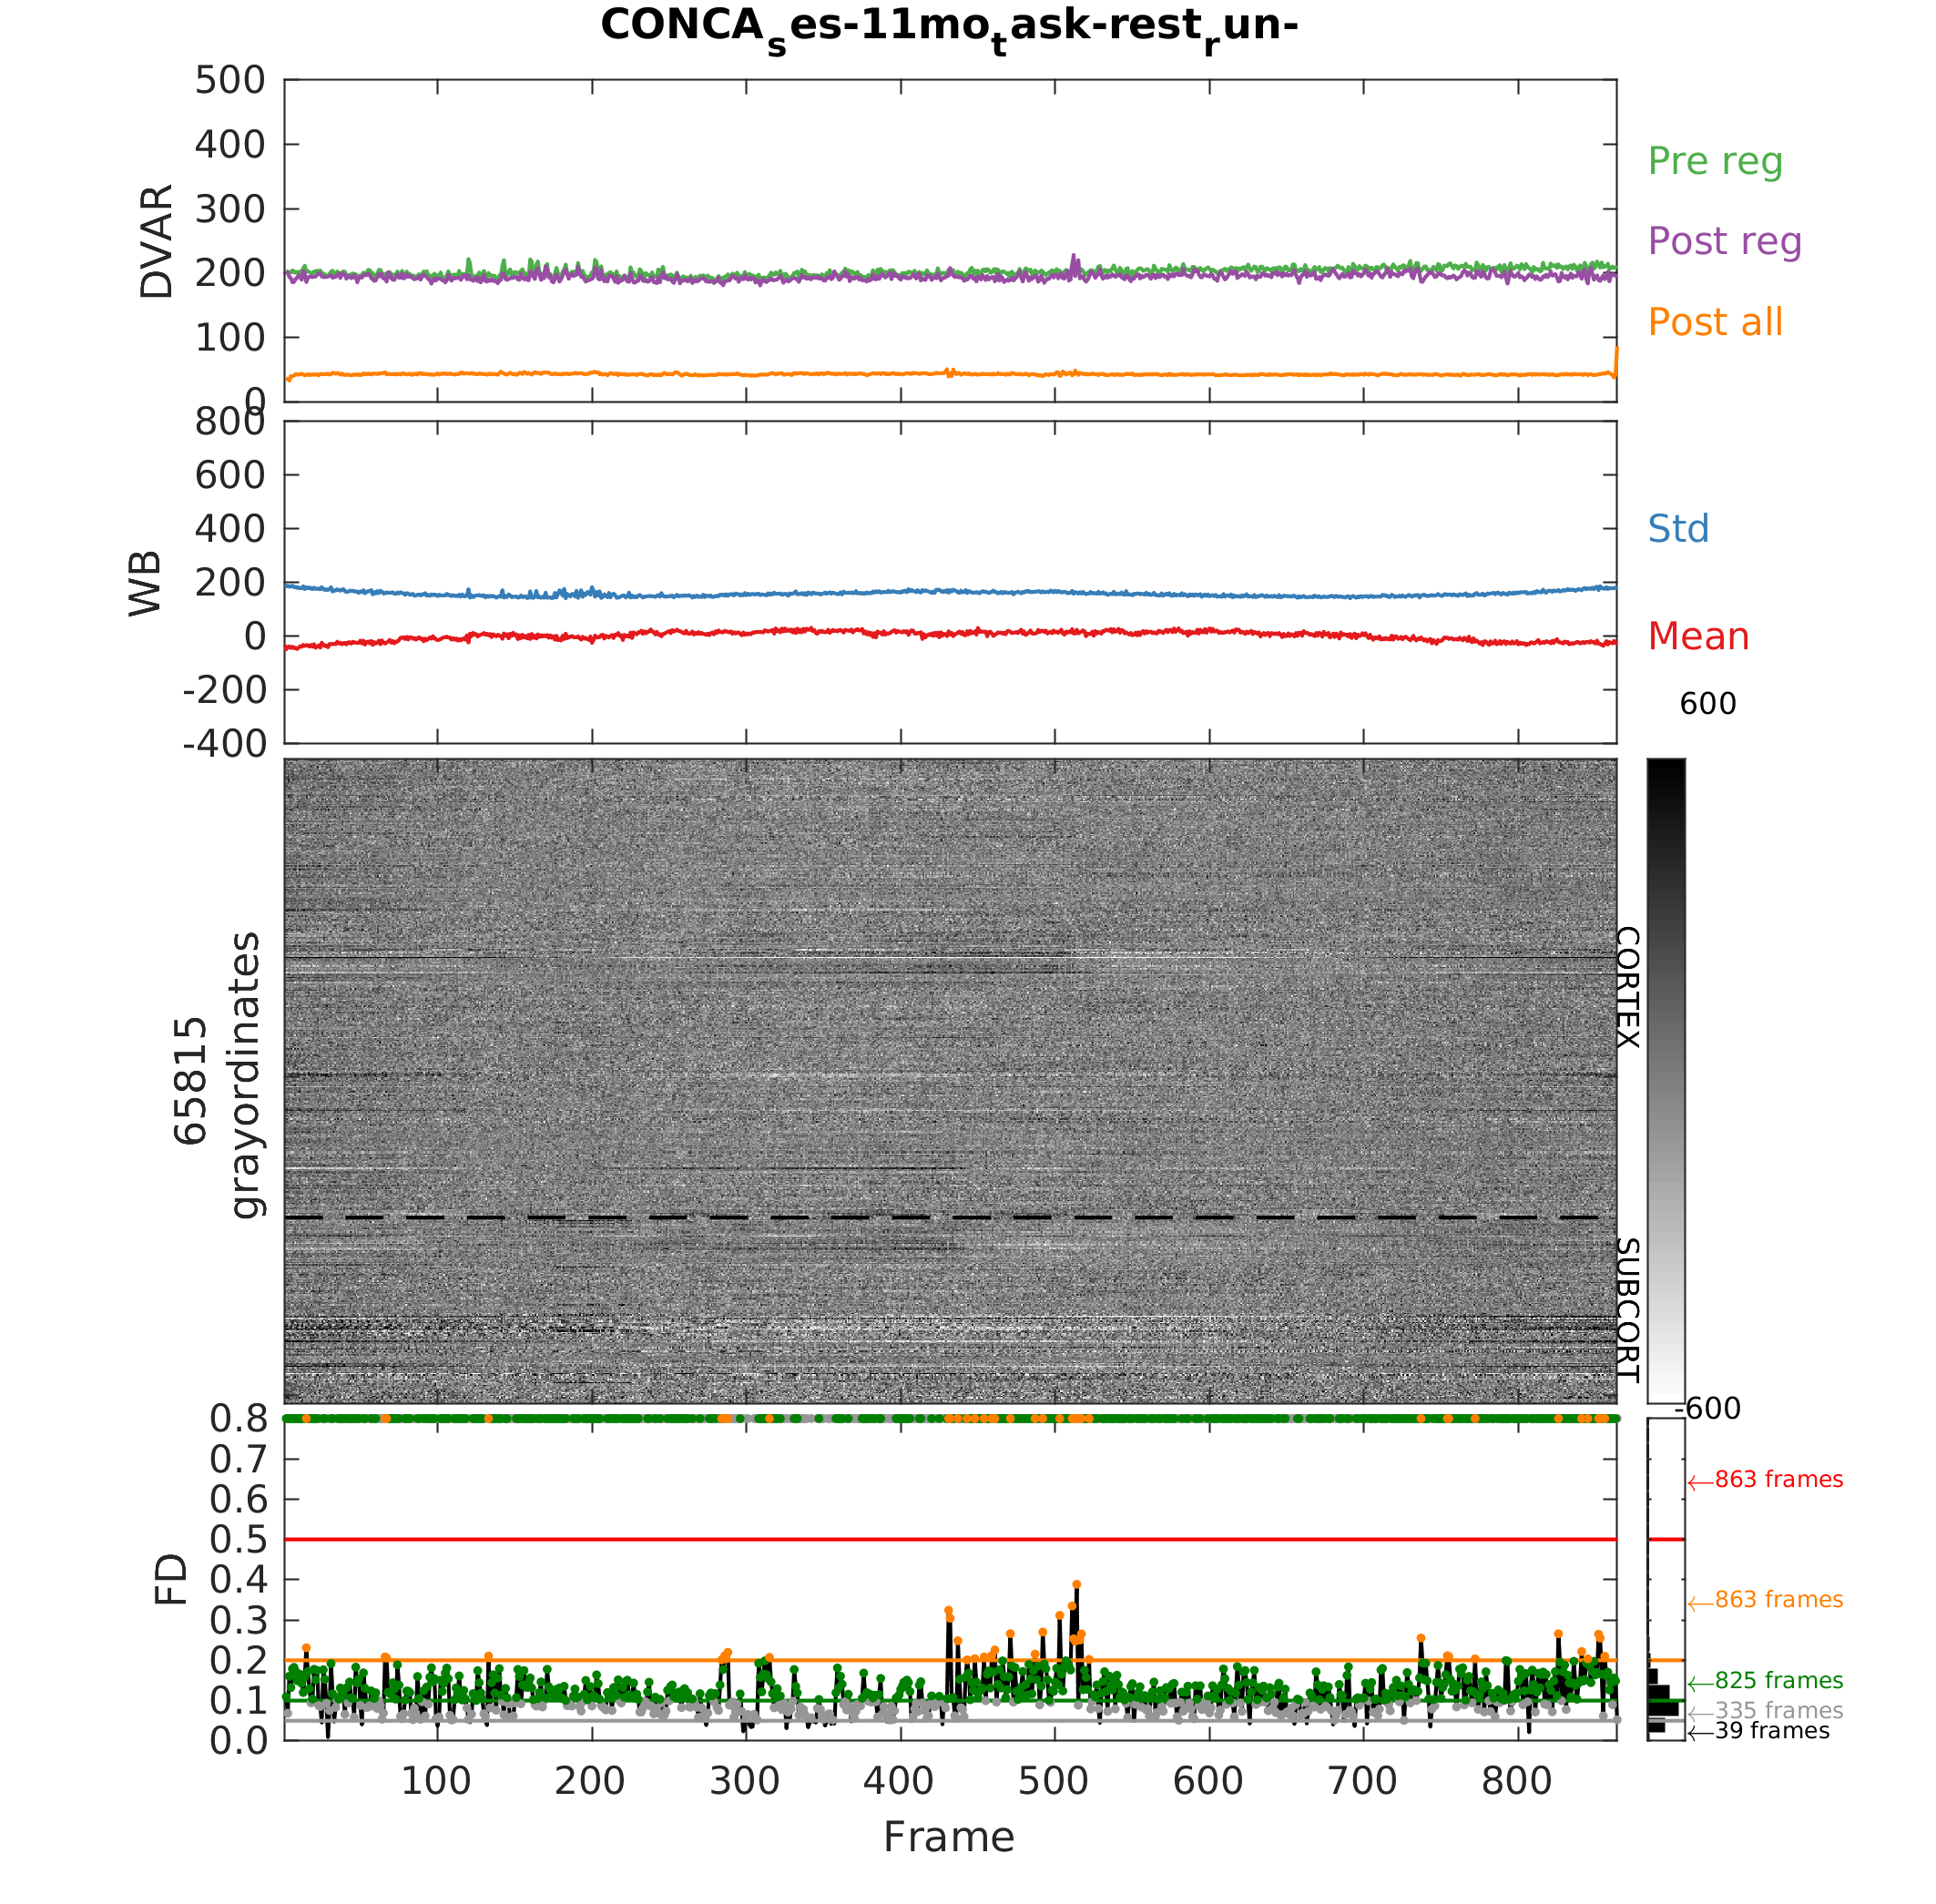 CONCAses-11motask-restrun-
500
400
300
200
100
0
DVAR
Pre reg
Post reg
Post all
800
600
400
200
0
-200
-400
WB
Std
Mean
600
65815
grayordinates
CORTEX
SUBCORT
-600
0.8
0.7
0.6
0.5
0.4
0.3
0.2
0.1
0.0
FD
←863 frames
←863 frames
←825 frames
←335 frames
←39 frames
100 200 300 400 500 600 700 800
Frame